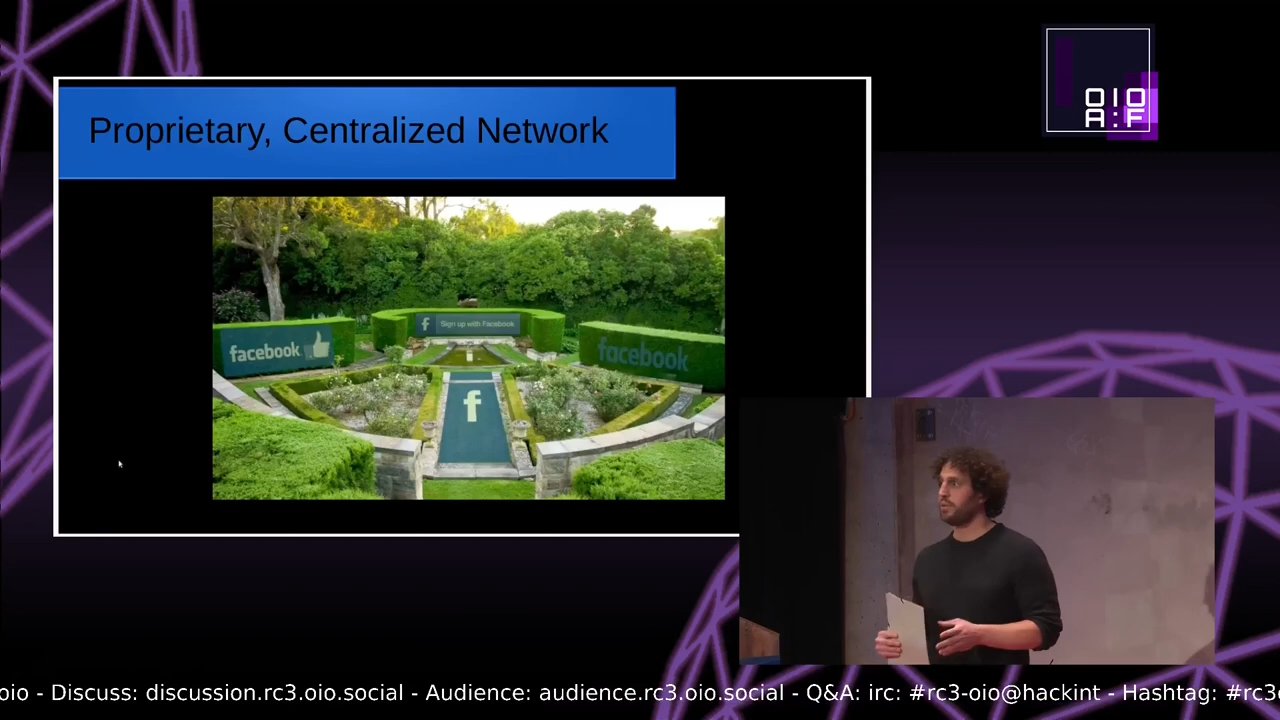 Proprietary, Centralized Network
OIO
A:F
f Sign up with Facebook
facebook
facebook
f
oio - Discuss: discussion.rc3.oio.social - Audience: audience.rc3.oio.social - Q&A: irc: #rc3-oio@hackint - Hashtag: #rc3